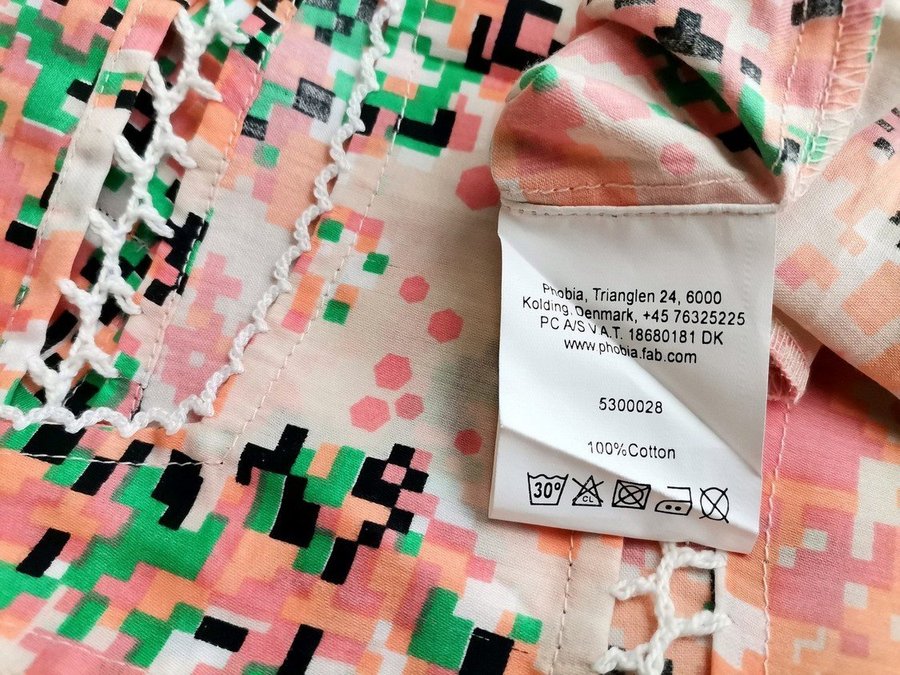 Phobia, Trianglen 24, 6000
Kolding, Denmark, +45 76325225
PC A/S V.A.T. 18680181 DK
www.phobia.fab.com
5300028
100%Cotton
30° CL